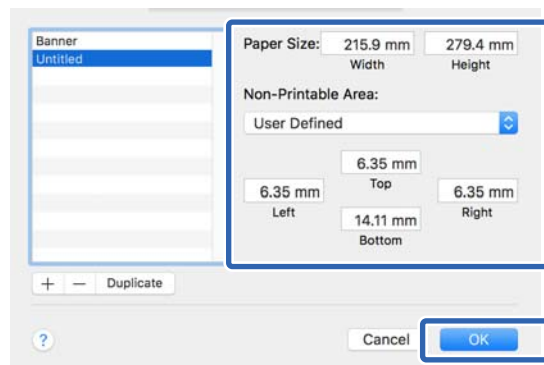 Banner
Untitled
Paper Size: 215.9 mm 279.4 mm
Width Height
Non-Printable Area:
User Defined
6.35 mm
Top
6.35 mm 6.35 mm
Left Right
14.11 mm
Bottom
+ − Duplicate
? Cancel OK